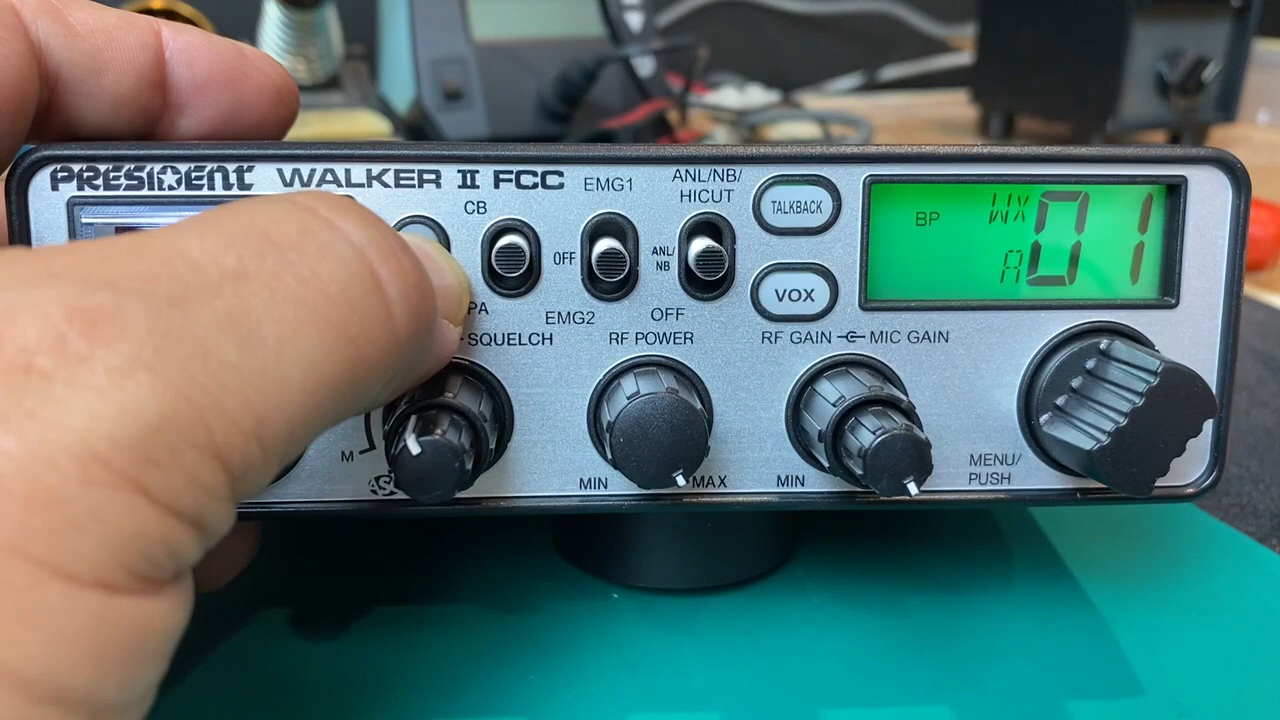 PRESIDENT WALKER II FCC
EMG1
ANL/NB/
HICUT
CB
TALKBACK
BP
WX
01
A
OFF
ANL/
NB
PA
EMG2
OFF
VOX
SQUELCH
RF POWER
RF GAIN
MIC GAIN
M
MIN
MAX
MIN
MENU/
PUSH